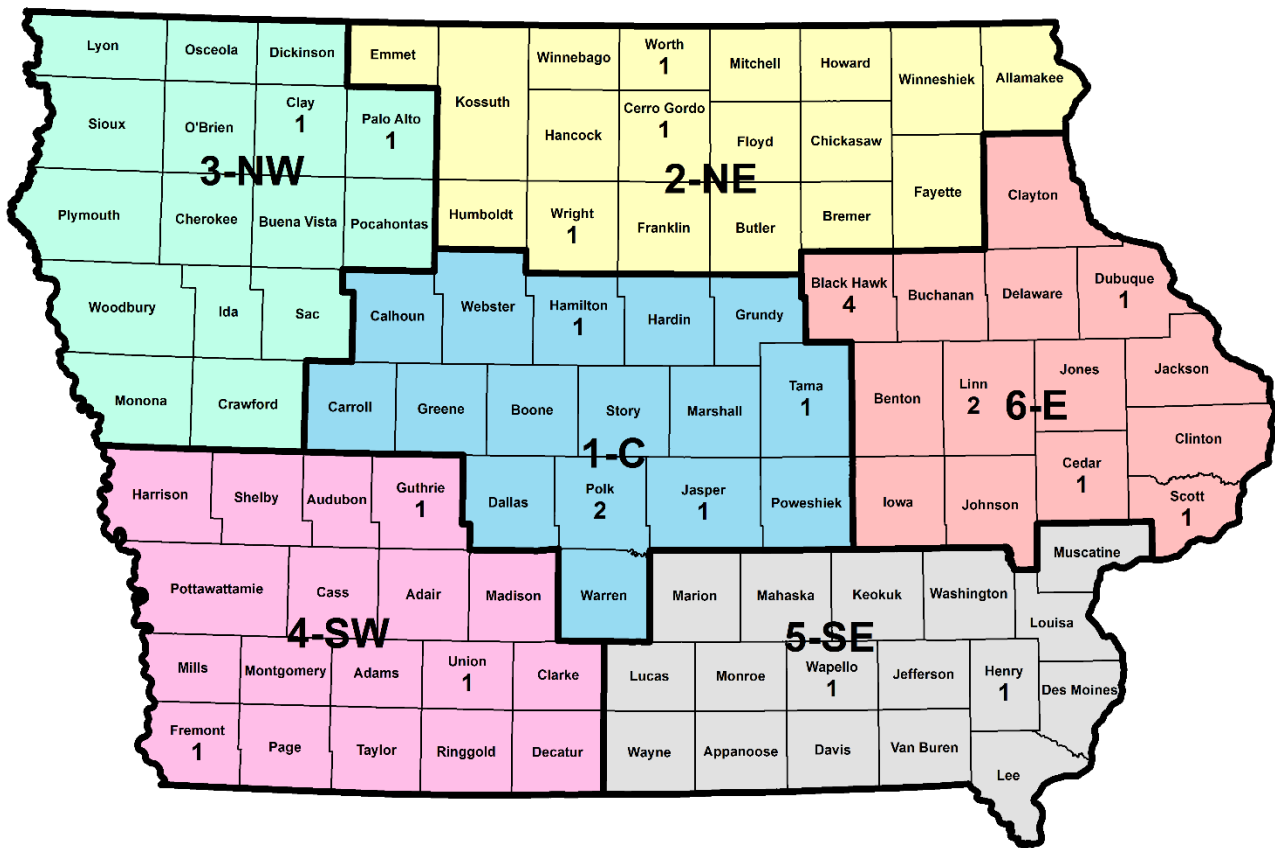 Lyon
Osceola
Dickinson
Emmet
Kossuth
Winnebago
Worth
1
Mitchell
Howard
Winneshiek
Allamakee
Sioux
O'Brien
Clay
1
Palo Alto
1
Hancock
Cerro Gordo
1
Floyd
Chickasaw
3-NW
2-NE
Fayette
Clayton
Plymouth
Cherokee
Buena Vista
Pocahontas
Humboldt
Wright
1
Franklin
Butler
Bremer
Woodbury
Ida
Sac
Calhoun
Webster
Hamilton
1
Hardin
Grundy
Black Hawk
4
Buchanan
Delaware
Dubuque
1
Monona
Crawford
Carroll
Greene
Boone
Story
Marshall
Tama
1
Benton
Linn
2
Jones
Jackson
6-E
1-C
Clinton
Harrison
Shelby
Audubon
Guthrie
1
Dallas
Polk
2
Jasper
1
Poweshiek
Iowa
Johnson
Cedar
1
Scott
1
Muscatine
Pottawattamie
Cass
Adair
Madison
Warren
Marion
Mahaska
Keokuk
Washington
Louisa
4-SW
5-SE
Mills
Montgomery
Adams
Union
1
Clarke
Lucas
Monroe
Wapello
1
Jefferson
Henry
1
Des Moines
Fremont
1
Page
Taylor
Ringgold
Decatur
Wayne
Appanoose
Davis
Van Buren
Lee